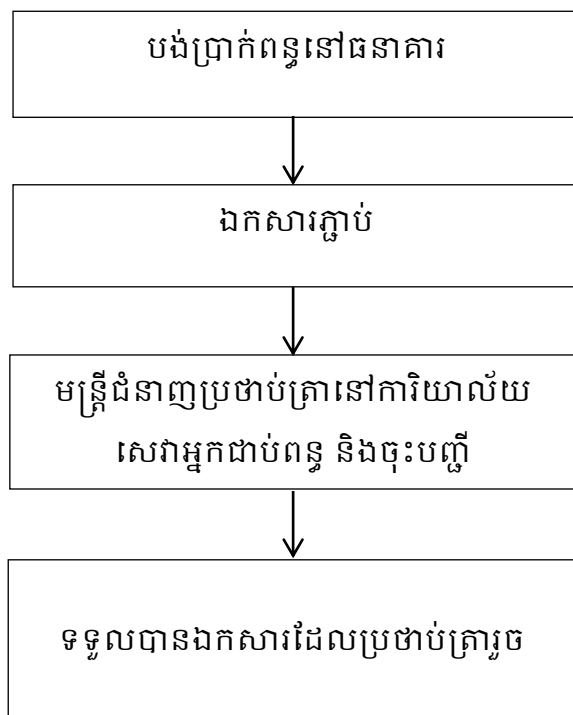 បង់ប្រាក់ពន្ធនៅធនាគារ
ឯកសារភ្ជាប់
មន្ត្រីជំនាញប្រថាប់ត្រានៅការិយាល័យ
សេវាអ្នកជាប់ពន្ធ និងចុះបញ្ជី
ទទួលបានឯកសារដែលប្រថាប់ត្រារួច